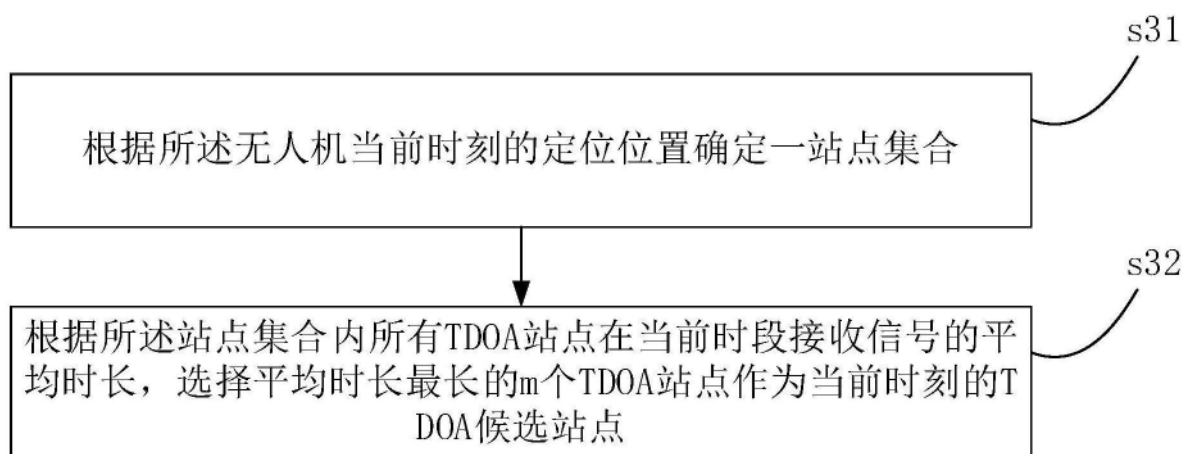 s31
根据所述无人机当前时刻的定位位置确定一站点集合
s32
根据所述站点集合内所有TDOA站点在当前时段接收信号的平
均时长，选择平均时长最长的m个TDOA站点作为当前时刻的T
DOA候选站点